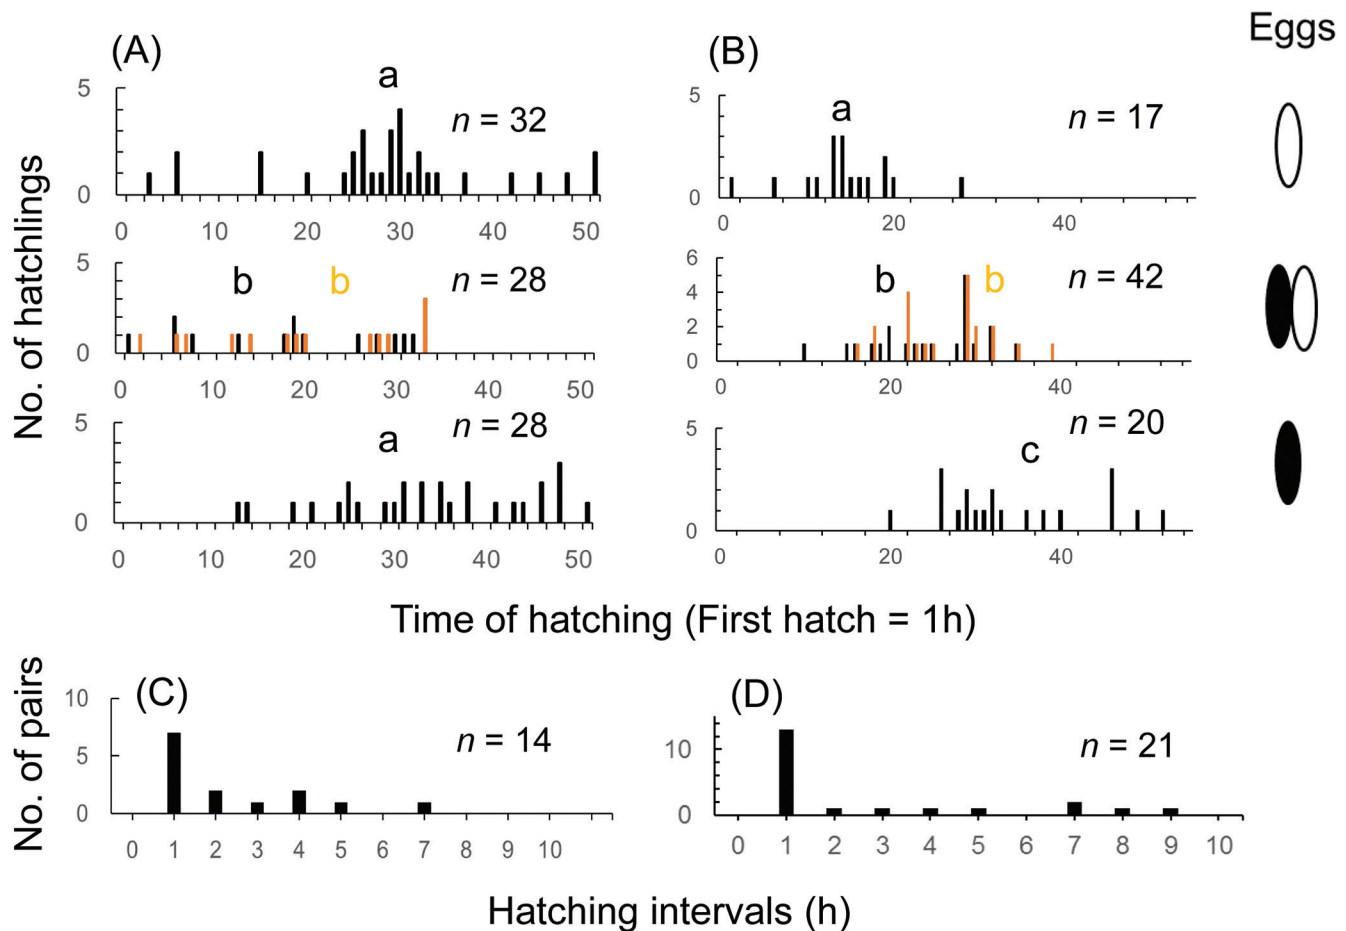 Eggs
(A)
(B)
No. of hatchlings
5
a
n = 32
0
0 10 20 30 40 50
5
a
n = 17
0
0 20 40
5
b b
n = 28
0
0 10 20 30 40 50
6
4
2
0
b b
n = 42
0 20 40
5
a
n = 28
0
0 10 20 30 40 50
5
c
n = 20
0
0 20 40
Time of hatching (First hatch = 1h)
No. of pairs
(C)
10
5
0
n = 14
0 1 2 3 4 5 6 7 8 9 10
(D)
10
0
n = 21
0 1 2 3 4 5 6 7 8 9 10
Hatching intervals (h)